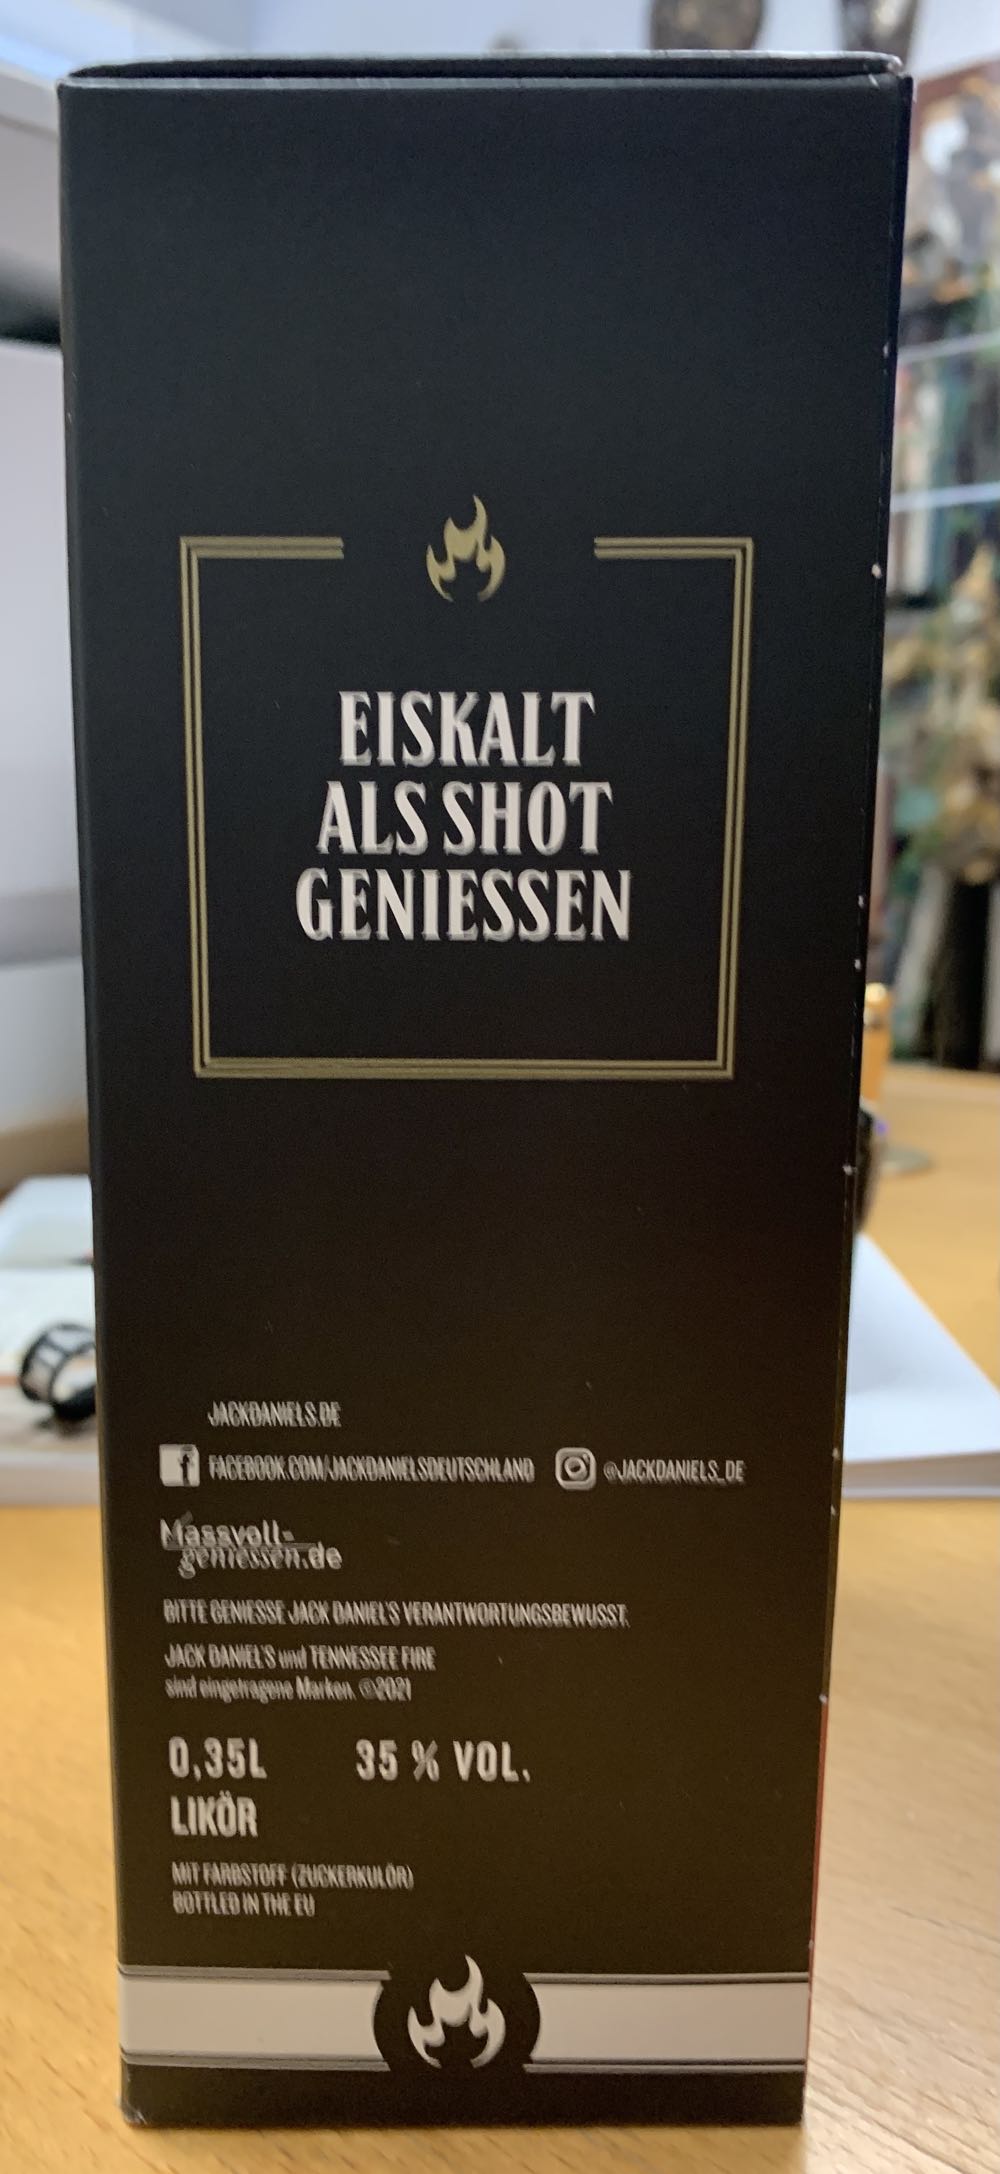 EISKALT
ALS SHOT
GENIESSEN
JACKDANIELS.DE
FACEBOOK.COM/JACKDANIELSDEUTSCHLAND @JACKDANIELS_DE
Massvoll-
geniessen.de
BITTE GENIESSE JACK DANIEL'S VERANTWORTUNGSBEWUSST.
JACK DANIEL'S und TENNESSEE FIRE
sind eingetragene Marken. ©2021
0,35L 35 % VOL.
LIKÖR
MIT FARBSTOFF (ZUCKERKULÖR)
BOTTLED IN THE EU